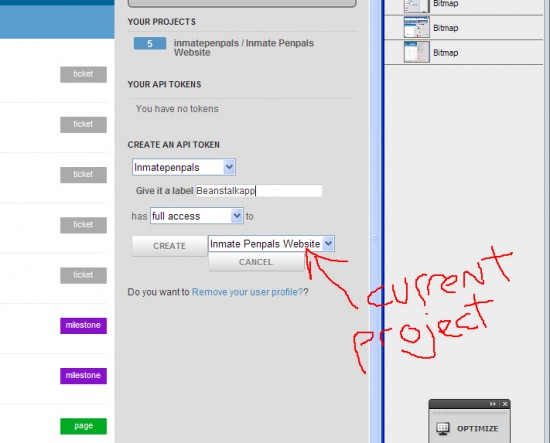 YOUR PROJECTS
5 inmatepenpals / Inmate Penpals Website
YOUR API TOKENS
You have no tokens
CREATE AN API TOKEN
Inmatepenpals
Give it a label Beanstalkapp
has full access to
CREATE Inmate Penpals Website
CANCEL
Do you want to Remove your user profile??
ticket
ticket
ticket
ticket
ticket
milestone
milestone
page
Bitmap
Bitmap
Bitmap
current
project
OPTIMIZE